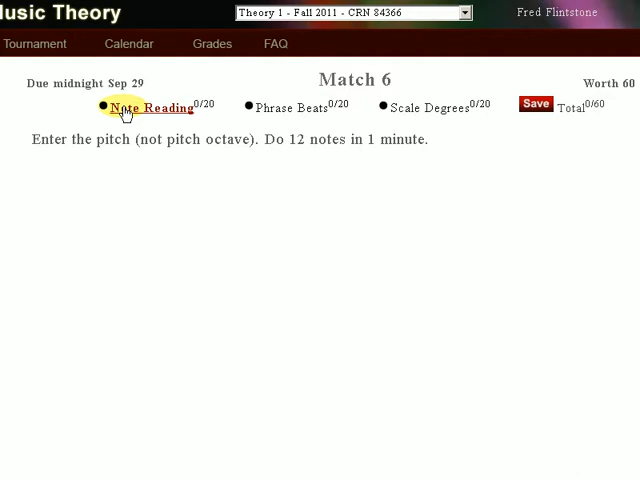 usic Theory
Theory 1 - Fall 2011 - CRN 84366
Fred Flintstone
Tournament Calendar Grades FAQ
Due midnight Sep 29 Match 6 Worth 60
Note Reading0/20 Phrase Beats0/20 Scale Degrees0/20 Save Total0/60
Enter the pitch (not pitch octave). Do 12 notes in 1 minute.